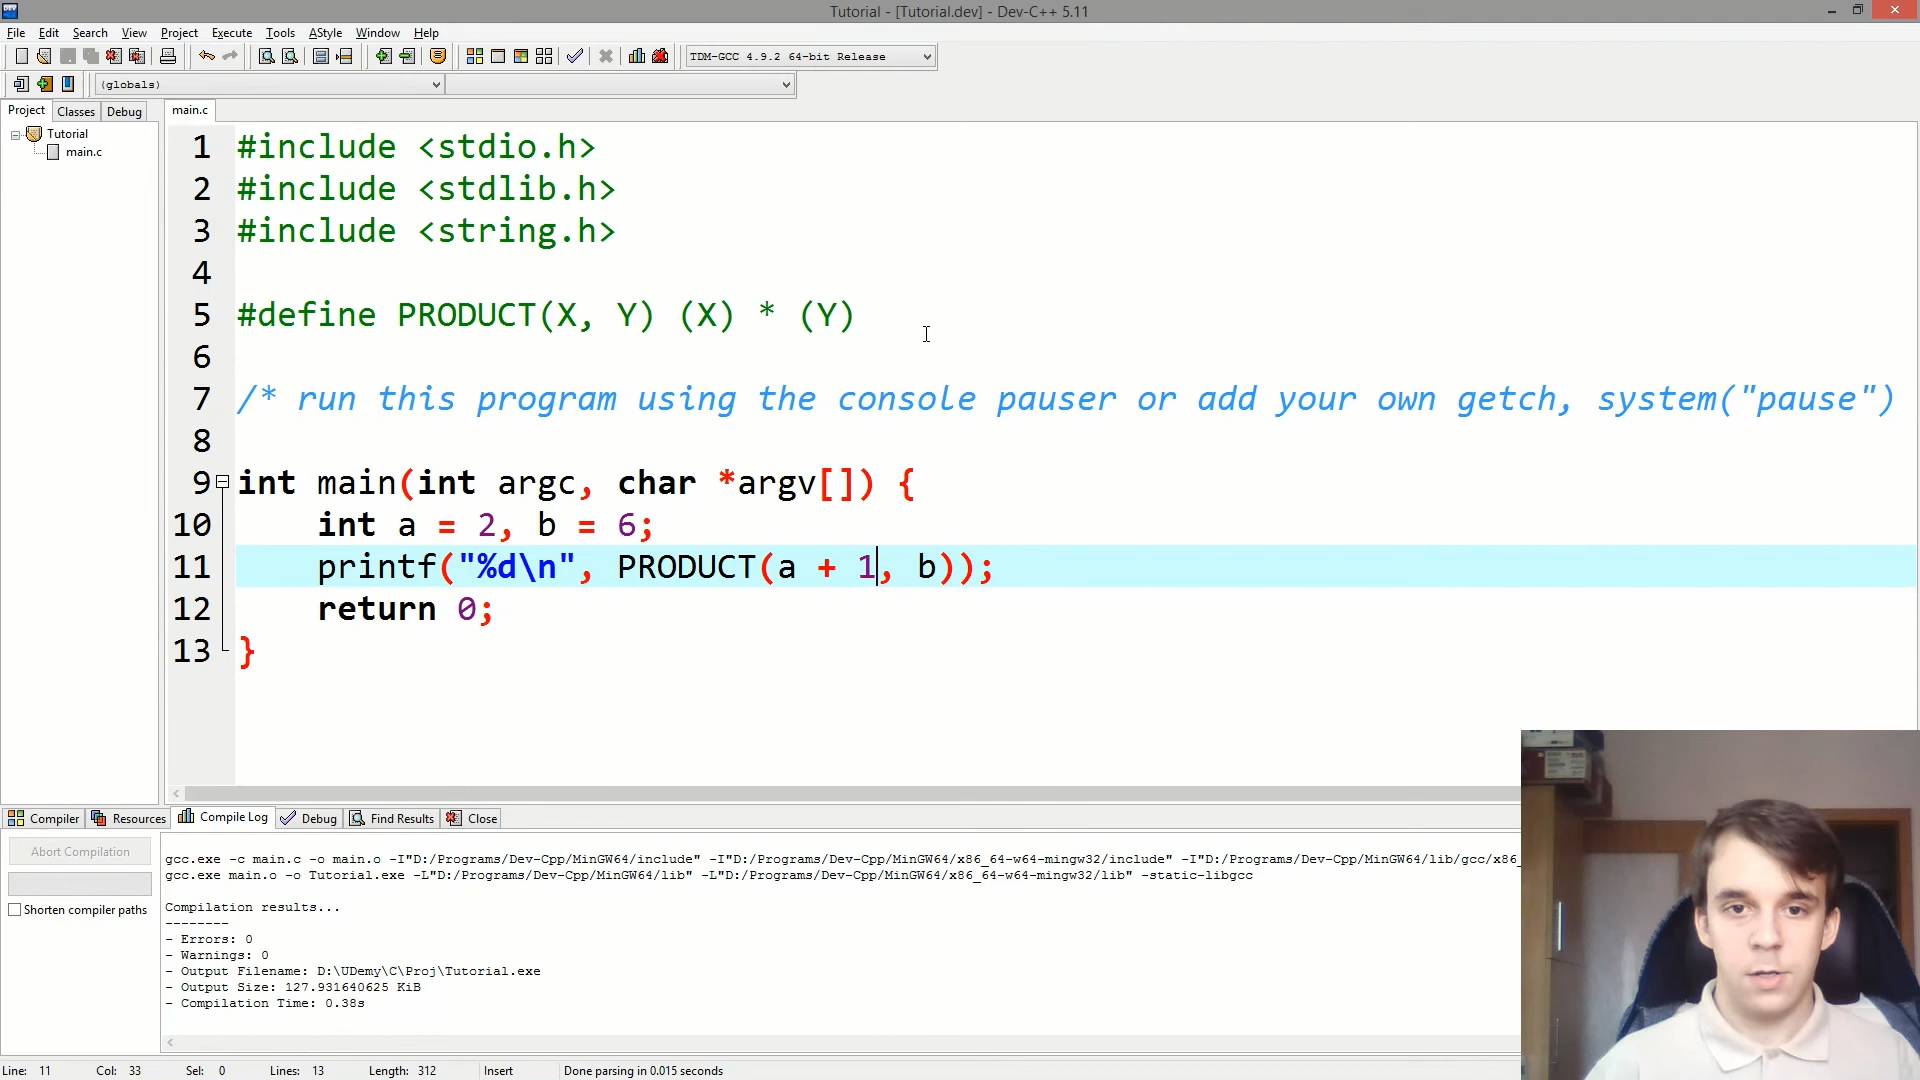 Tutorial - [Tutorial.dev] - Dev-C++ 5.11
File Edit Search View Project Execute Tools AStyle Window Help
TDM-GCC 4.9.2 64-bit Release
(globals)
Project Classes Debug
main.c
Tutorial
main.c
1 #include <stdio.h>
2 #include <stdlib.h>
3 #include <string.h>
4
5 #define PRODUCT(X, Y) (X) * (Y)
6
7 /* run this program using the console pauser or add your own getch, system("pause")
8
9 int main(int argc, char *argv[]) {
10 int a = 2, b = 6;
11 printf("%d\n", PRODUCT(a + 1, b));
12 return 0;
13 }
Compiler Resources Compile Log Debug Find Results Close
Abort Compilation
Shorten compiler paths
gcc.exe -c main.c -o main.o -I"D:/Programs/Dev-Cpp/MinGW64/include" -I"D:/Programs/Dev-Cpp/MinGW64/x86_64-w64-mingw32/include" -I"D:/Programs/Dev-Cpp/MinGW64/lib/gcc/x86_
gcc.exe main.o -o Tutorial.exe -L"D:/Programs/Dev-Cpp/MinGW64/lib" -L"D:/Programs/Dev-Cpp/MinGW64/x86_64-w64-mingw32/lib" -static-libgcc
Compilation results...
--------
- Errors: 0
- Warnings: 0
- Output Filename: D:\UDemy\C\Proj\Tutorial.exe
- Output Size: 127.931640625 KiB
- Compilation Time: 0.38s
Line: 11 Col: 33 Sel: 0 Lines: 13 Length: 312 Insert Done parsing in 0.015 seconds